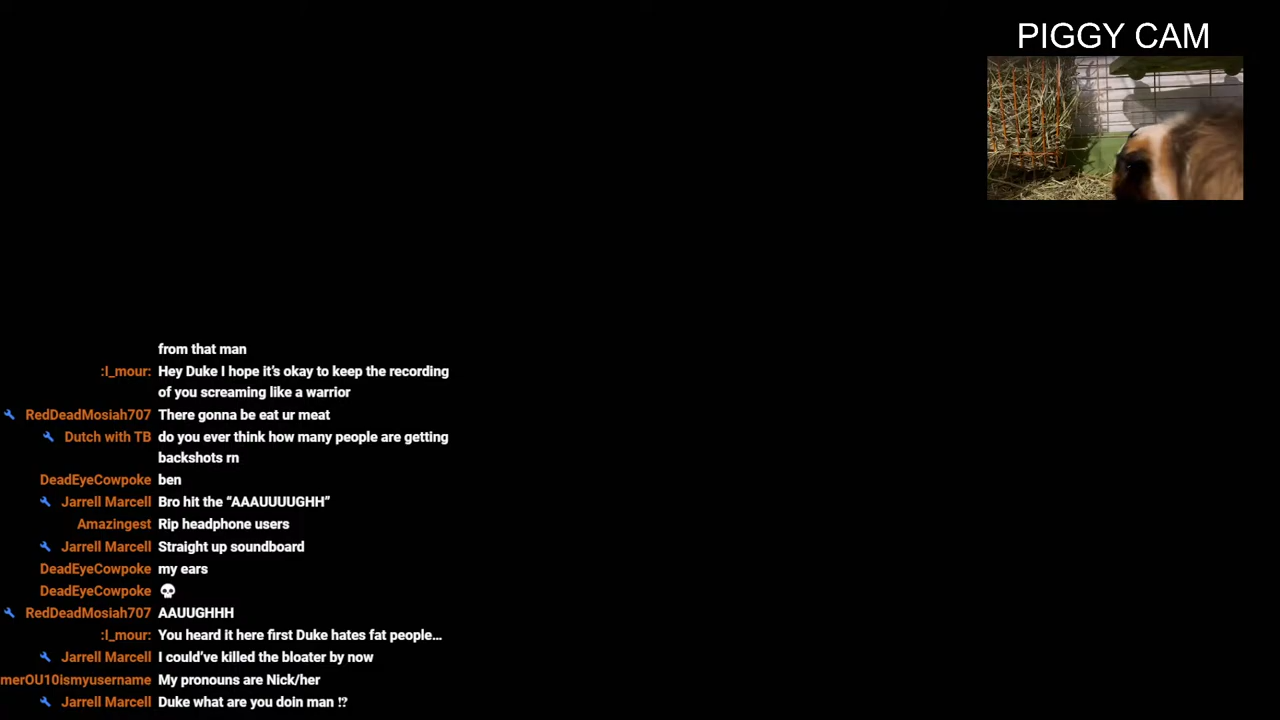 PIGGY CAM
from that man
:l_mour: Hey Duke I hope it’s okay to keep the recording
of you screaming like a warrior
RedDeadMosiah707 There gonna be eat ur meat
Dutch with TB do you ever think how many people are getting
backshots rn
DeadEyeCowpoke ben
Jarrell Marcell Bro hit the “AAAUUUUGHH”
Amazingest Rip headphone users
Jarrell Marcell Straight up soundboard
DeadEyeCowpoke my ears
DeadEyeCowpoke 💀
RedDeadMosiah707 AAUUGHHH
:l_mour: You heard it here first Duke hates fat people…
Jarrell Marcell I could’ve killed the bloater by now
merOU10ismyusername My pronouns are Nick/her
Jarrell Marcell Duke what are you doin man ⁉